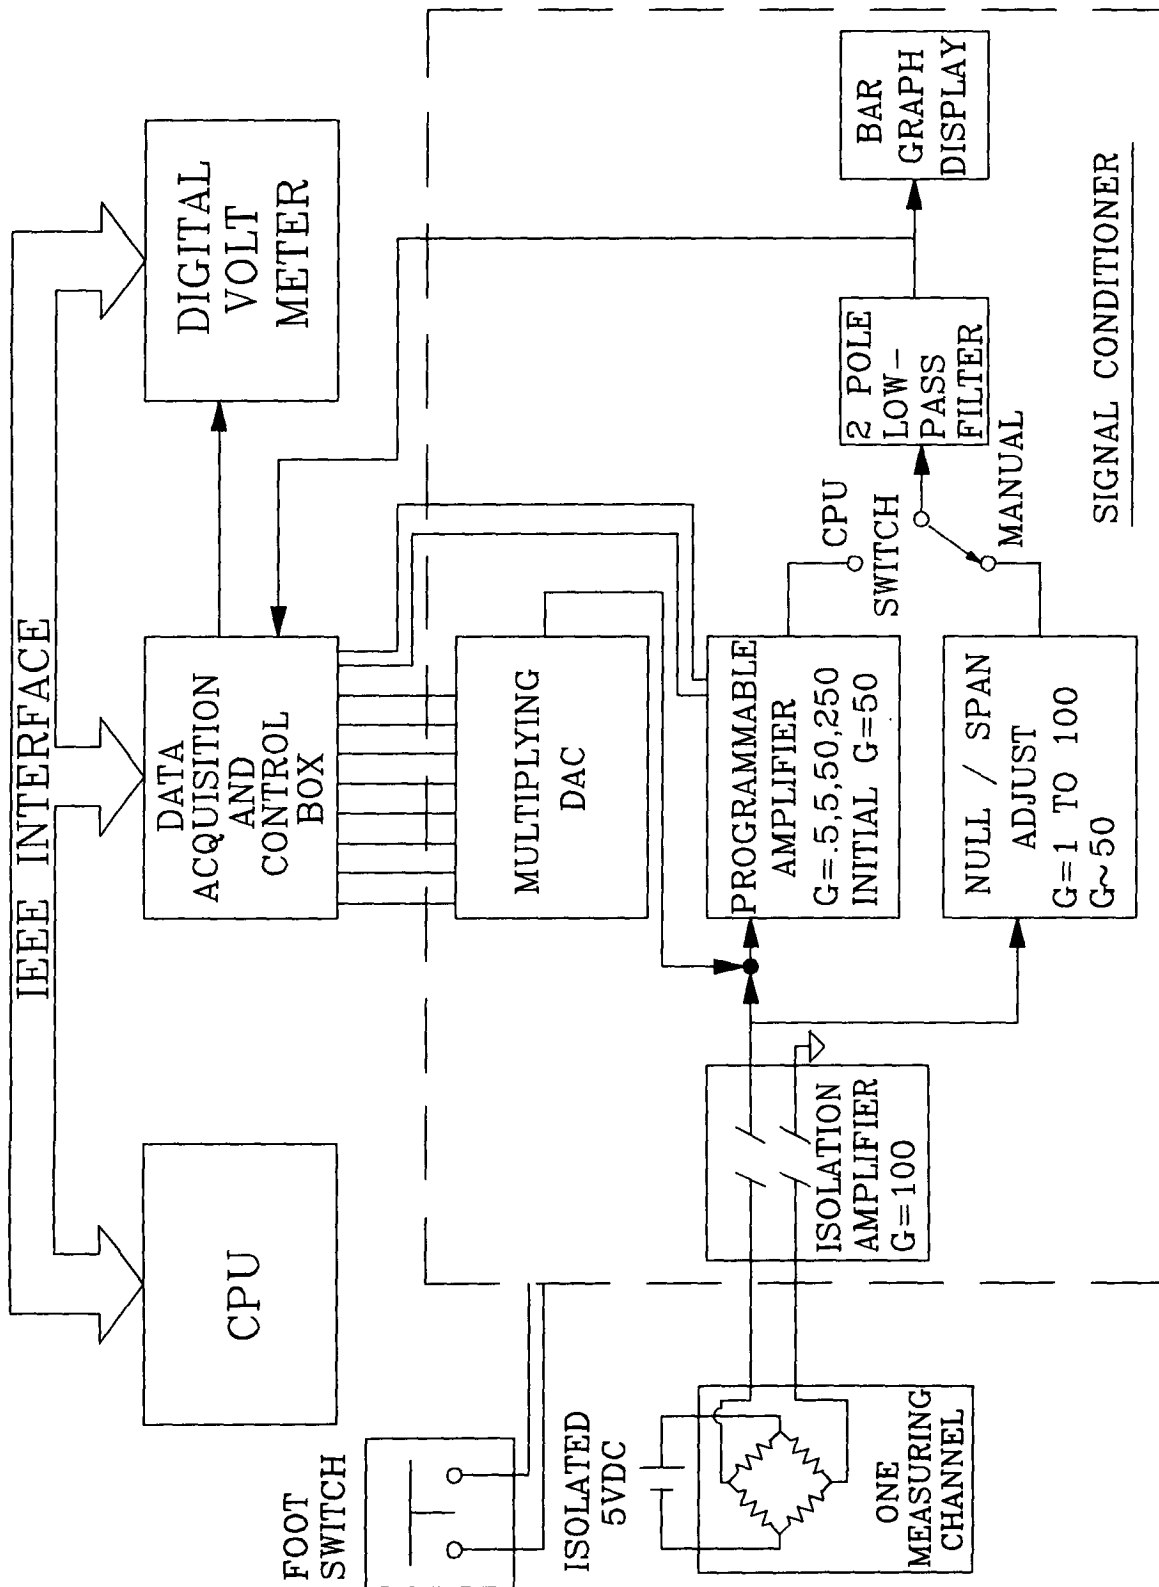 IEEE INTERFACE
CPU
DATA
ACQUISITION
AND
CONTROL
BOX
DIGITAL
VOLT
METER
FOOT
SWITCH
ISOLATED
5VDC
ONE
MEASURING
CHANNEL
ISOLATION
AMPLIFIER
G=100
MULTIPLYING
DAC
PROGRAMMABLE
AMPLIFIER
G=.5,5,50,250
INITIAL G=50
NULL / SPAN
ADJUST
G=1 TO 100
G~50
CPU
SWITCH
MANUAL
2 POLE
LOW-
PASS
FILTER
BAR
GRAPH
DISPLAY
SIGNAL CONDITIONER